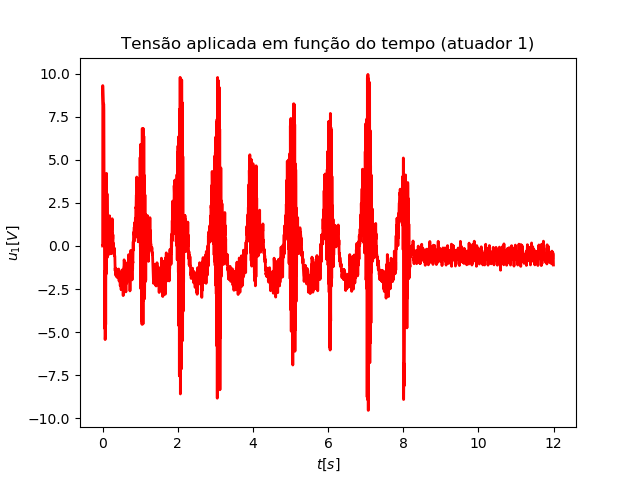 Tensão aplicada em função do tempo (atuador 1)
10.0
7.5
5.0
2.5
0.0
−2.5
−5.0
−7.5
−10.0
u₁[V]
0 2 4 6 8 10 12
t[s]